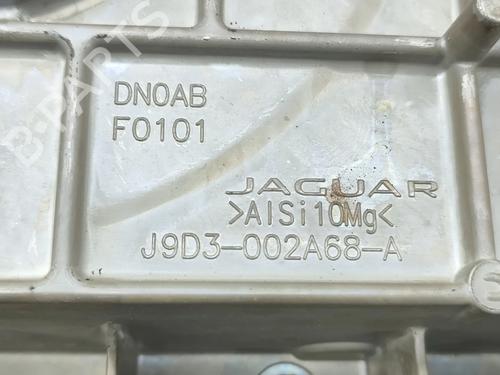 DN0AB
F0101
JAGUAR
>AlSi10Mg<
J9D3-002A68-A
B-PARTS